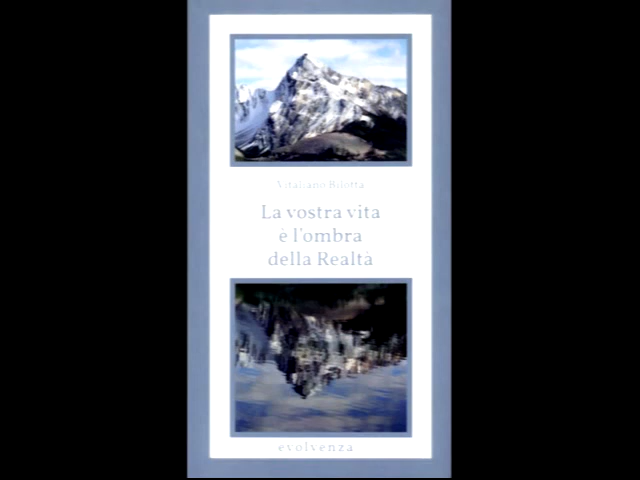 Vitaliano Bilotta
La vostra vita
è l'ombra
della Realtà
evolvenza